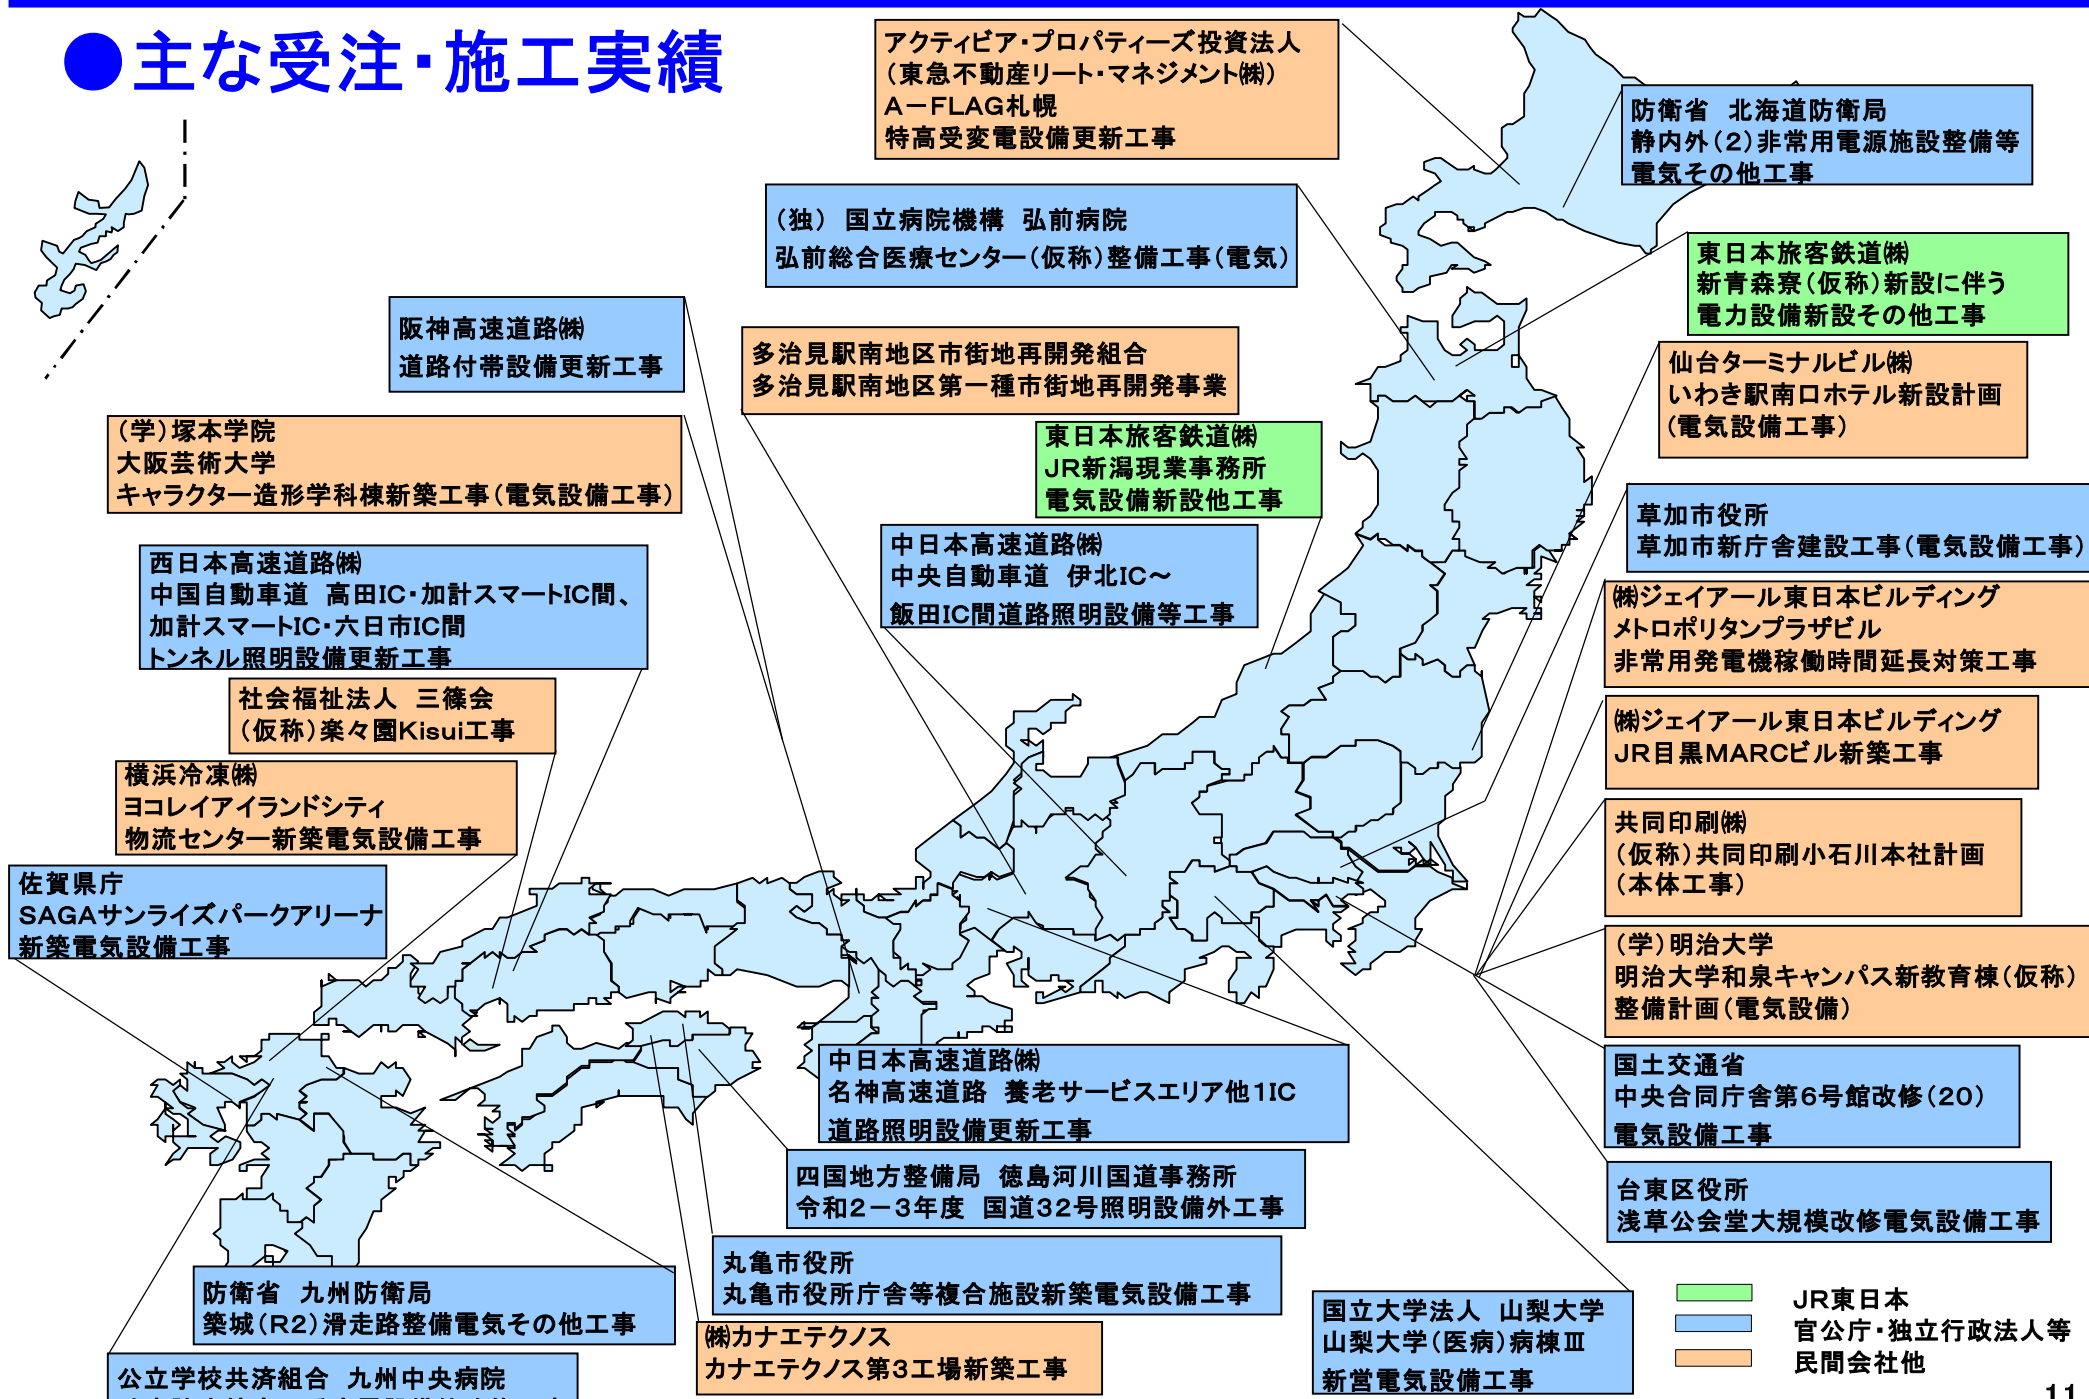 ●主な受注・施工実績
アクティビア・プロパティーズ投資法人
(東急不動産リート・マネジメント㈱)
A-FLAG札幌
特高受変電設備更新工事
防衛省 北海道防衛局
静内外(2)非常用電源施設整備等
電気その他工事
(独) 国立病院機構 弘前病院
弘前総合医療センター(仮称)整備工事(電気)
東日本旅客鉄道㈱
新青森寮(仮称)新設に伴う
電力設備新設その他工事
阪神高速道路㈱
道路付帯設備更新工事
多治見駅南地区市街地再開発組合
多治見駅南地区第一種市街地再開発事業
仙台ターミナルビル㈱
いわき駅南口ホテル新設計画
(電気設備工事)
(学)塚本学院
大阪芸術大学
キャラクター造形学科棟新築工事(電気設備工事)
東日本旅客鉄道㈱
JR新潟現業事務所
電気設備新設他工事
草加市役所
草加市新庁舎建設工事(電気設備工事)
西日本高速道路㈱
中国自動車道 高田IC・加計スマートIC間、
加計スマートIC・六日市IC間
トンネル照明設備更新工事
中日本高速道路㈱
中央自動車道 伊北IC～
飯田IC間道路照明設備等工事
㈱ジェイアール東日本ビルディング
メトロポリタンプラザビル
非常用発電機稼働時間延長対策工事
社会福祉法人 三篠会
(仮称)楽々園Kisui工事
㈱ジェイアール東日本ビルディング
JR目黒MARCビル新築工事
横浜冷凍㈱
ヨコレイアイランドシティ
物流センター新築電気設備工事
共同印刷㈱
(仮称)共同印刷小石川本社計画
(本体工事)
佐賀県庁
SAGAサンライズパークアリーナ
新築電気設備工事
(学)明治大学
明治大学和泉キャンパス新教育棟(仮称)
整備計画(電気設備)
中日本高速道路㈱
名神高速道路 養老サービスエリア他1IC
道路照明設備更新工事
国土交通省
中央合同庁舎第6号館改修(20)
電気設備工事
四国地方整備局 徳島河川国道事務所
令和2-3年度 国道32号照明設備外工事
台東区役所
浅草公会堂大規模改修電気設備工事
丸亀市役所
丸亀市役所庁舎等複合施設新築電気設備工事
防衛省 九州防衛局
築城(R2)滑走路整備電気その他工事
国立大学法人 山梨大学
山梨大学(医病)病棟Ⅲ
新営電気設備工事
㈱カナエテクノス
カナエテクノス第3工場新築工事
公立学校共済組合 九州中央病院
JR東日本
官公庁・独立行政法人等
民間会社他
11